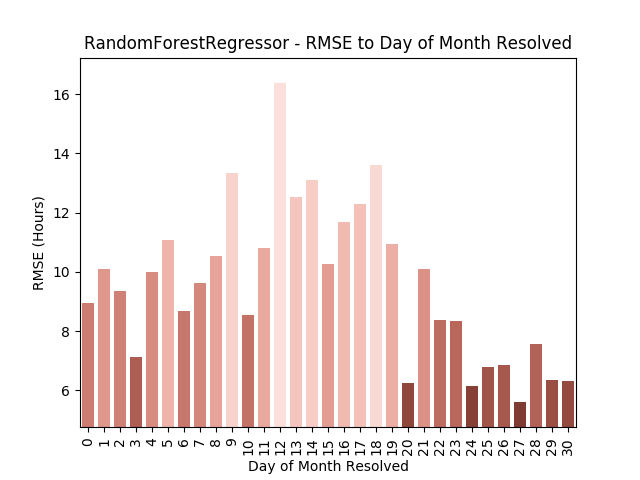 RandomForestRegressor - RMSE to Day of Month Resolved
16
14
12
10
8
6
RMSE (Hours)
0 1 2 3 4 5 6 7 8 9 10 11 12 13 14 15 16 17 18 19 20 21 22 23 24 25 26 27 28 29 30
Day of Month Resolved